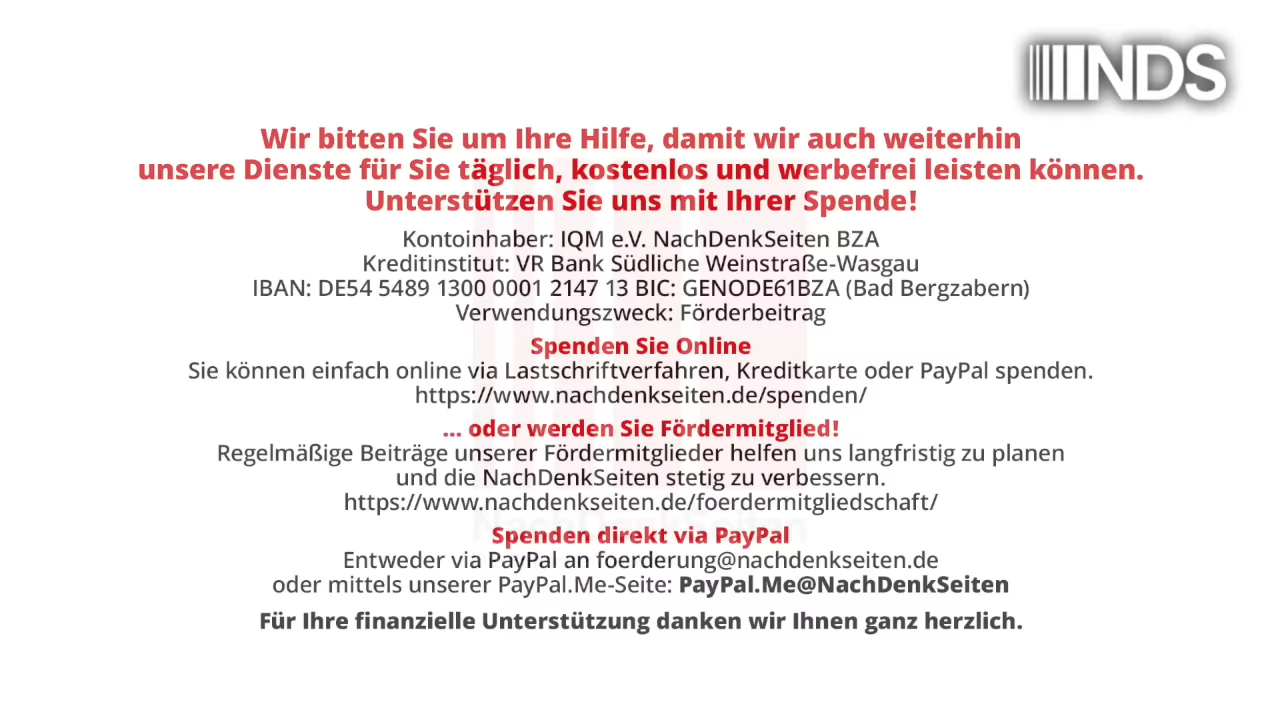 NDS
Wir bitten Sie um Ihre Hilfe, damit wir auch weiterhin
unsere Dienste für Sie täglich, kostenlos und werbefrei leisten können.
Unterstützen Sie uns mit Ihrer Spende!
Kontoinhaber: IQM e.V. NachDenkSeiten BZA
Kreditinstitut: VR Bank Südliche Weinstraße-Wasgau
IBAN: DE54 5489 1300 0001 2147 13 BIC: GENODE61BZA (Bad Bergzabern)
Verwendungszweck: Förderbeitrag
Spenden Sie Online
Sie können einfach online via Lastschriftverfahren, Kreditkarte oder PayPal spenden.
https://www.nachdenkseiten.de/spenden/
... oder werden Sie Fördermitglied!
Regelmäßige Beiträge unserer Fördermitglieder helfen uns langfristig zu planen
und die NachDenkSeiten stetig zu verbessern.
https://www.nachdenkseiten.de/foerdermitgliedschaft/
NachDenkSeiten
Spenden direkt via PayPal
Entweder via PayPal an foerderung@nachdenkseiten.de
oder mittels unserer PayPal.Me-Seite: PayPal.Me@NachDenkSeiten
Für Ihre finanzielle Unterstützung danken wir Ihnen ganz herzlich.